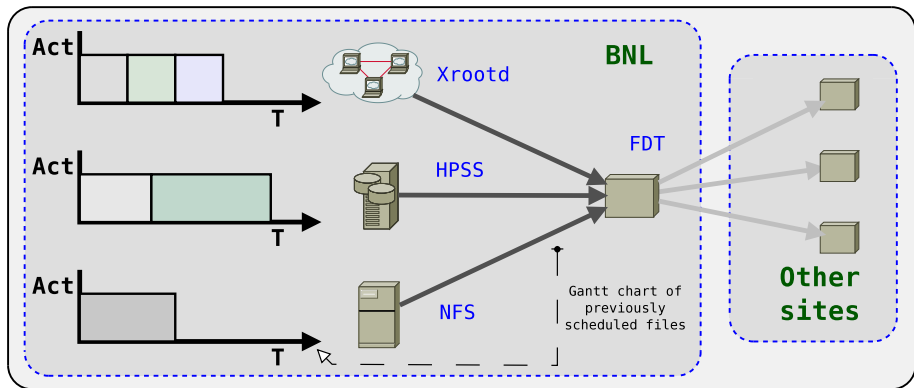 Act
T
Xrootd
BNL
Act
T
HPSS
FDT
Act
T
NFS
Gantt chart of
previously
scheduled files
Other
sites